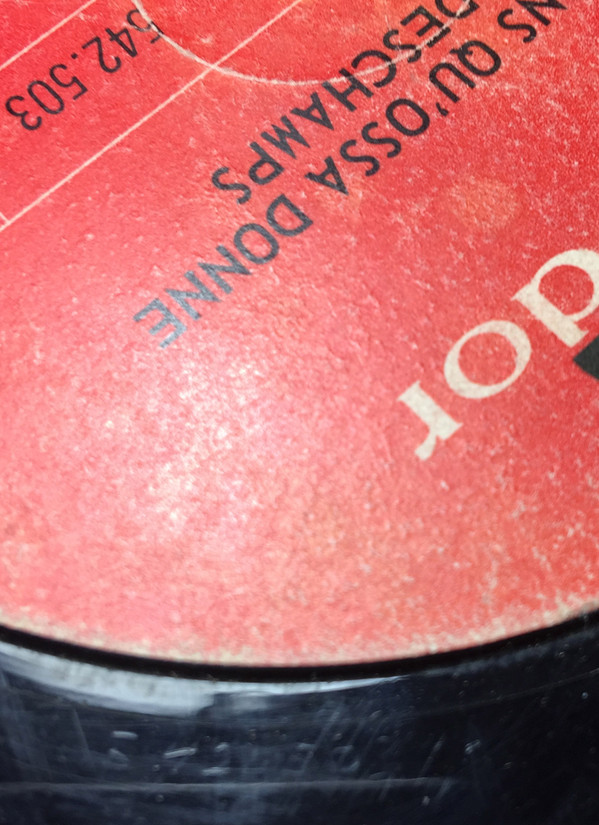 dor
NS QU'OSSA DONNE
DESCHAMPS
542.503